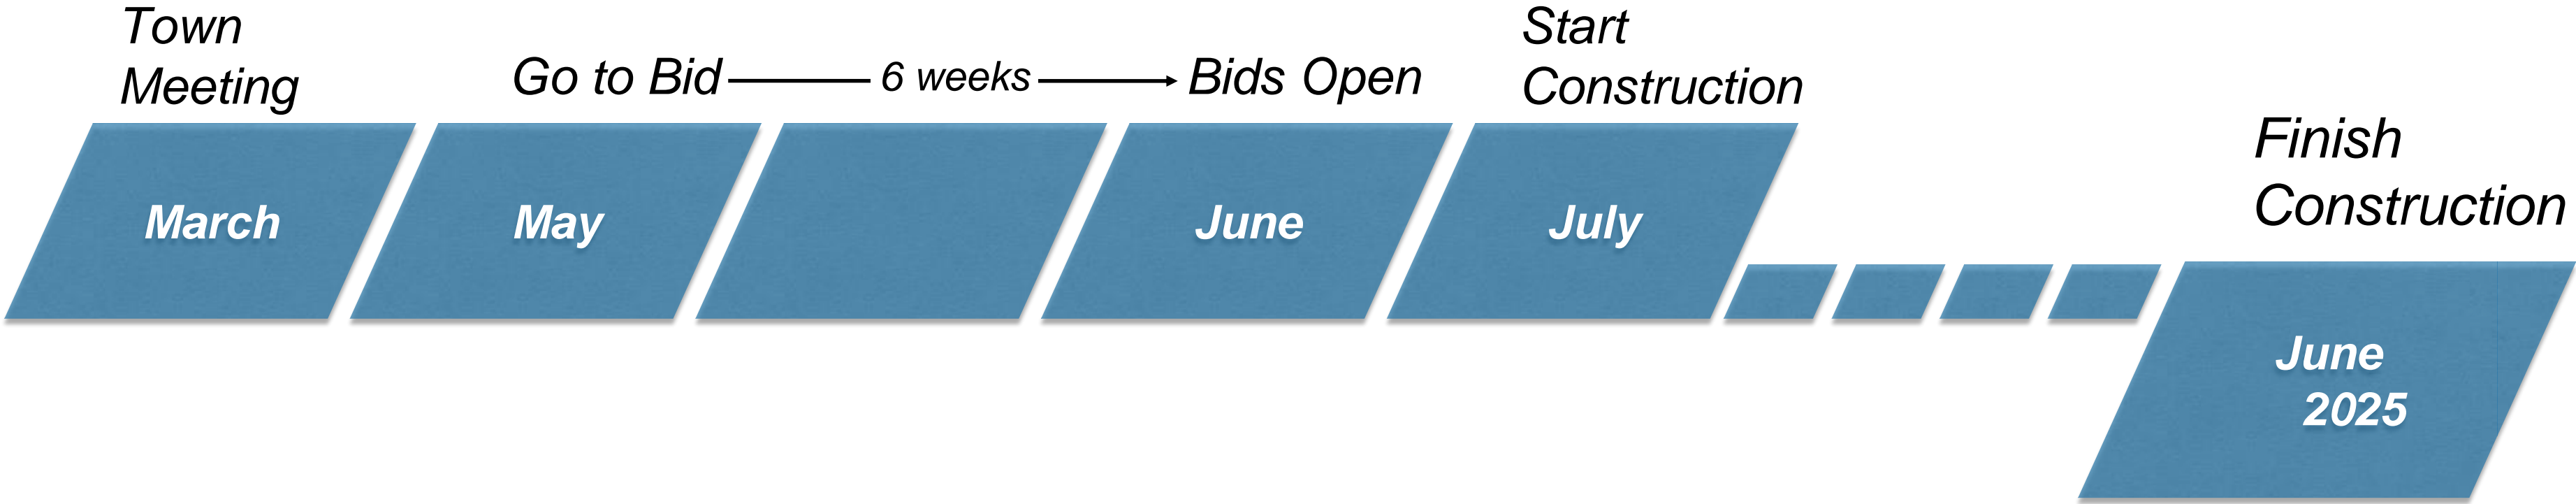 Town
Meeting
Go to Bid 6 weeks Bids Open
Start
Construction
Finish
Construction
March
May
June
July
June
2025